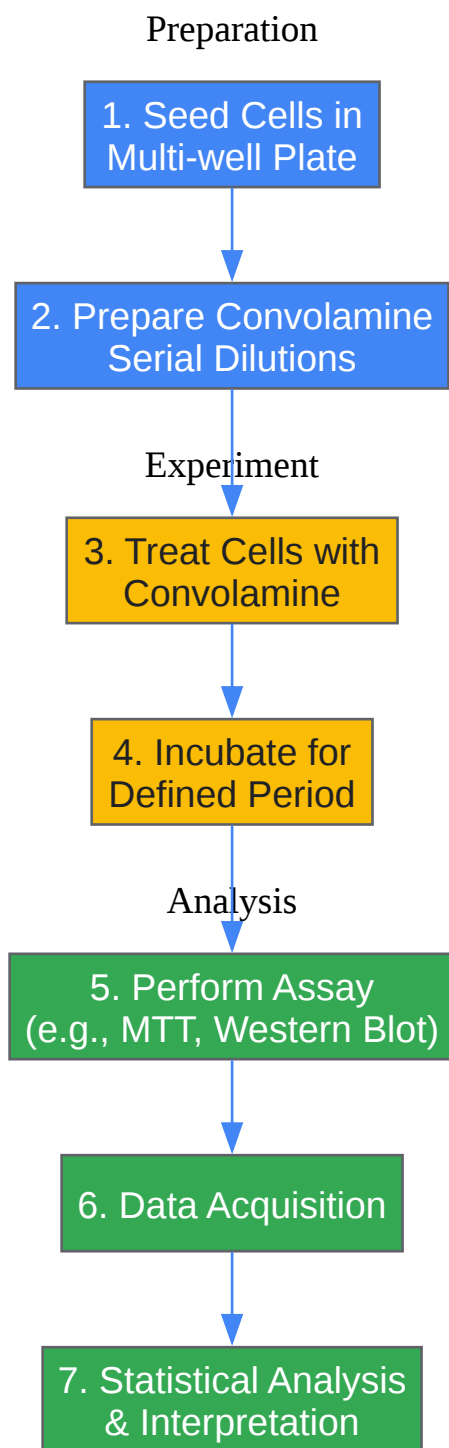 Preparation
1. Seed Cells in
Multi-well Plate
2. Prepare Convolamine
Serial Dilutions
Experiment
3. Treat Cells with
Convolamine
4. Incubate for
Defined Period
Analysis
5. Perform Assay
(e.g., MTT, Western Blot)
6. Data Acquisition
7. Statistical Analysis
& Interpretation